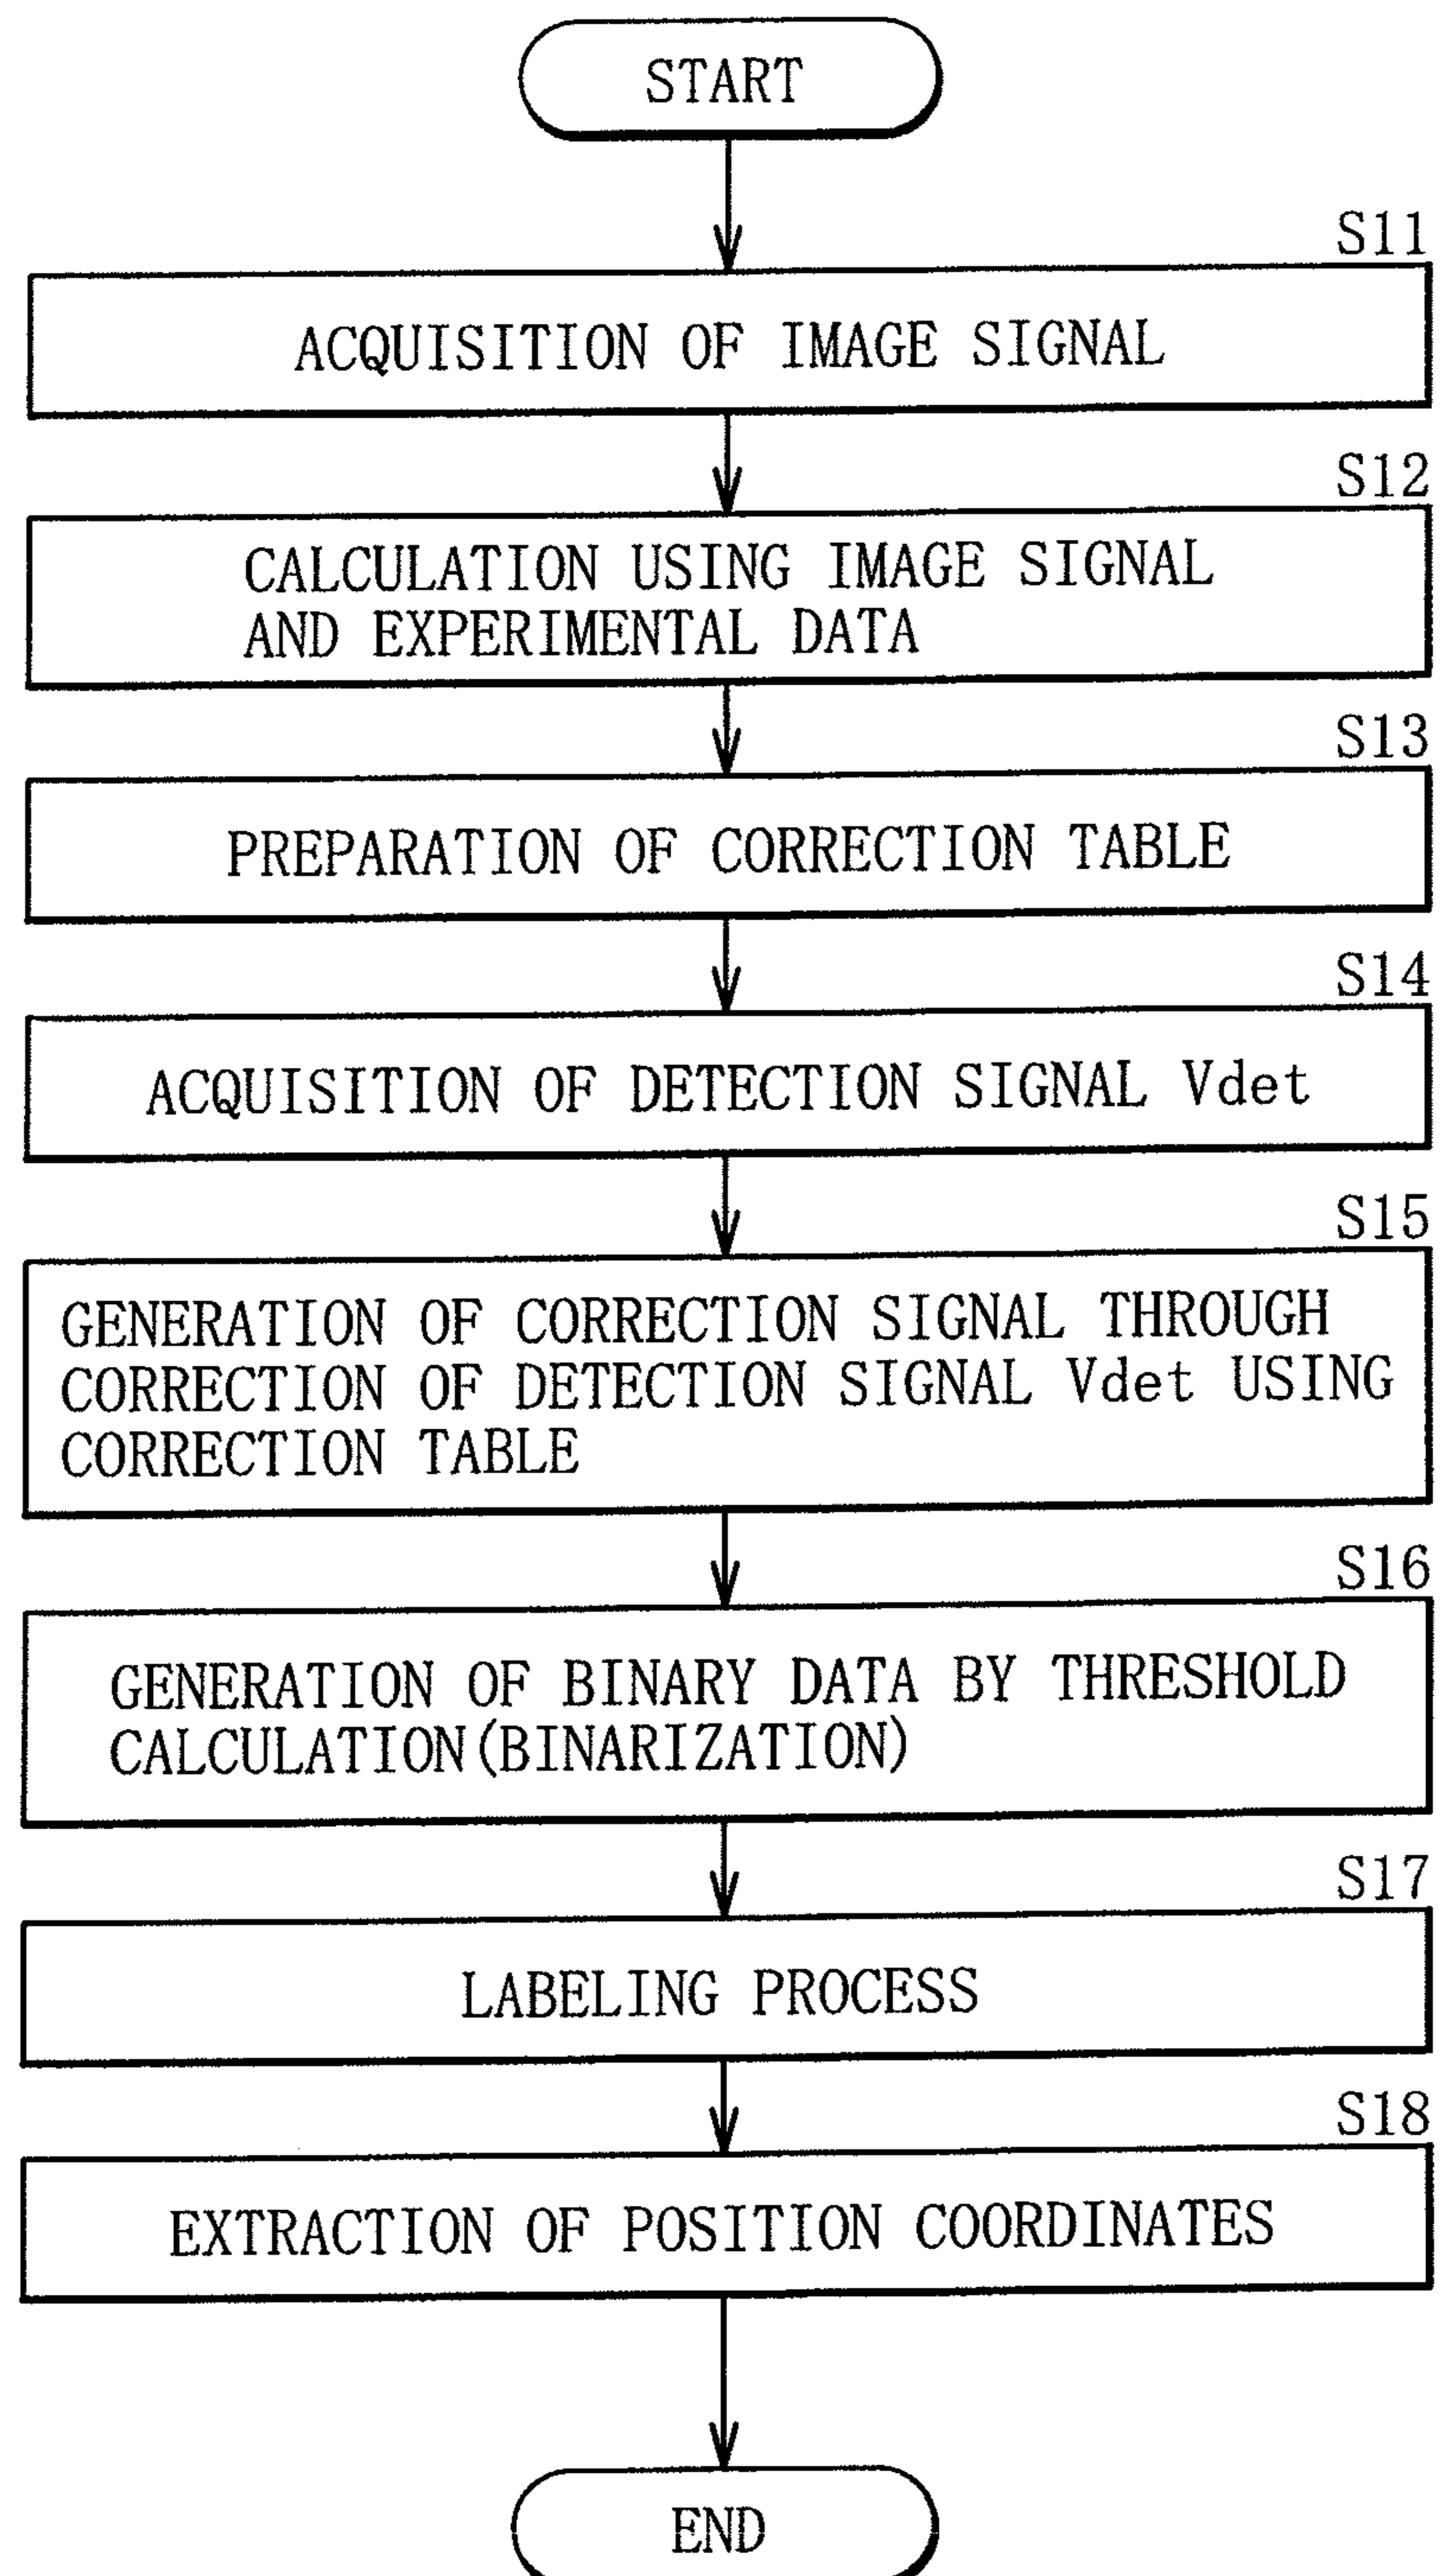 START
S11
ACQUISITION OF IMAGE SIGNAL
S12
CALCULATION USING IMAGE SIGNAL
AND EXPERIMENTAL DATA
S13
PREPARATION OF CORRECTION TABLE
S14
ACQUISITION OF DETECTION SIGNAL Vdet
S15
GENERATION OF CORRECTION SIGNAL THROUGH
CORRECTION OF DETECTION SIGNAL Vdet USING
CORRECTION TABLE
S16
GENERATION OF BINARY DATA BY THRESHOLD
CALCULATION(BINARIZATION)
S17
LABELING PROCESS
S18
EXTRACTION OF POSITION COORDINATES
END